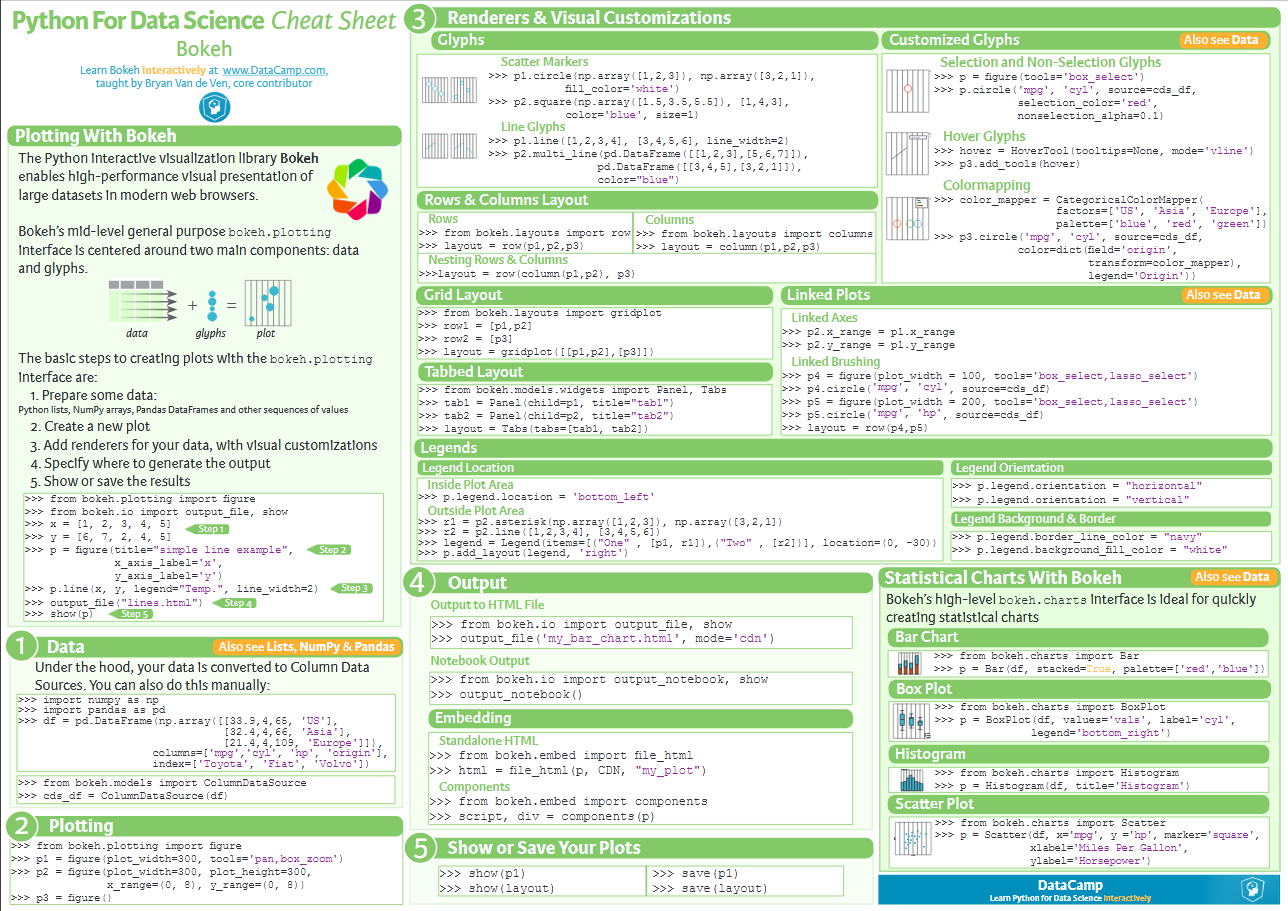 Python For Data Science Cheat Sheet
Bokeh
Learn Bokeh Interactively at www.DataCamp.com,
taught by Bryan Van de Ven, core contributor
Plotting With Bokeh
The Python interactive visualization library Bokeh
enables high-performance visual presentation of
large datasets in modern web browsers.
Bokeh's mid-level general purpose bokeh.plotting
interface is centered around two main components: data
and glyphs.
+ =
data glyphs plot
The basic steps to creating plots with the bokeh.plotting
interface are:
1. Prepare some data:
Python lists, NumPy arrays, Pandas DataFrames and other sequences of values
2. Create a new plot
3. Add renderers for your data, with visual customizations
4. Specify where to generate the output
5. Show or save the results
>>> from bokeh.plotting import figure
>>> from bokeh.io import output_file, show
>>> x = [1, 2, 3, 4, 5] Step 1
>>> y = [6, 7, 2, 4, 5]
>>> p = figure(title="simple line example", Step 2
x_axis_label='x',
y_axis_label='y')
>>> p.line(x, y, legend="Temp.", line_width=2) Step 3
>>> output_file("lines.html") Step 4
>>> show(p) Step 5
1 Data Also see Lists, NumPy & Pandas
Under the hood, your data is converted to Column Data
Sources. You can also do this manually:
>>> import numpy as np
>>> import pandas as pd
>>> df = pd.DataFrame(np.array([[33.9,4,65, 'US'],
[32.4,4,66, 'Asia'],
[21.4,4,109, 'Europe']]),
columns=['mpg','cyl', 'hp', 'origin'],
index=['Toyota', 'Fiat', 'Volvo'])
>>> from bokeh.models import ColumnDataSource
>>> cds_df = ColumnDataSource(df)
2 Plotting
>>> from bokeh.plotting import figure
>>> p1 = figure(plot_width=300, tools='pan,box_zoom')
>>> p2 = figure(plot_width=300, plot_height=300,
x_range=(0, 8), y_range=(0, 8))
>>> p3 = figure()
3 Renderers & Visual Customizations
Glyphs
Scatter Markers
>>> p1.circle(np.array([1,2,3]), np.array([3,2,1]),
fill_color='white')
>>> p2.square(np.array([1.5,3.5,5.5]), [1,4,3],
color='blue', size=1)
Line Glyphs
>>> p1.line([1,2,3,4], [3,4,5,6], line_width=2)
>>> p2.multi_line(pd.DataFrame([[1,2,3],[5,6,7]]),
pd.DataFrame([[3,4,5],[3,2,1]]),
color="blue")
Customized Glyphs Also see Data
Selection and Non-Selection Glyphs
>>> p = figure(tools='box_select')
>>> p.circle('mpg', 'cyl', source=cds_df,
selection_color='red',
nonselection_alpha=0.1)
Hover Glyphs
>>> hover = HoverTool(tooltips=None, mode='vline')
>>> p3.add_tools(hover)
Colormapping
>>> color_mapper = CategoricalColorMapper(
factors=['US', 'Asia', 'Europe'],
palette=['blue', 'red', 'green'])
>>> p3.circle('mpg', 'cyl', source=cds_df,
color=dict(field='origin',
transform=color_mapper),
legend='Origin'))
Rows & Columns Layout
Rows
>>> from bokeh.layouts import row
>>> layout = row(p1,p2,p3)
Columns
>>> from bokeh.layouts import columns
>>> layout = column(p1,p2,p3)
Nesting Rows & Columns
>>>layout = row(column(p1,p2), p3)
Grid Layout
>>> from bokeh.layouts import gridplot
>>> row1 = [p1,p2]
>>> row2 = [p3]
>>> layout = gridplot([[p1,p2],[p3]])
Tabbed Layout
>>> from bokeh.models.widgets import Panel, Tabs
>>> tab1 = Panel(child=p1, title="tab1")
>>> tab2 = Panel(child=p2, title="tab2")
>>> layout = Tabs(tabs=[tab1, tab2])
Linked Plots Also see Data
Linked Axes
>>> p2.x_range = p1.x_range
>>> p2.y_range = p1.y_range
Linked Brushing
>>> p4 = figure(plot_width = 100, tools='box_select,lasso_select')
>>> p4.circle('mpg', 'cyl', source=cds_df)
>>> p5 = figure(plot_width = 200, tools='box_select,lasso_select')
>>> p5.circle('mpg', 'hp', source=cds_df)
>>> layout = row(p4,p5)
Legends
Legend Location
Inside Plot Area
>>> p.legend.location = 'bottom_left'
Outside Plot Area
>>> r1 = p2.asterisk(np.array([1,2,3]), np.array([3,2,1])
>>> r2 = p2.line([1,2,3,4], [3,4,5,6])
>>> legend = Legend(items=[("One" , [p1, r1]),("Two" , [r2])], location=(0, -30))
>>> p.add_layout(legend, 'right')
Legend Orientation
>>> p.legend.orientation = "horizontal"
>>> p.legend.orientation = "vertical"
Legend Background & Border
>>> p.legend.border_line_color = "navy"
>>> p.legend.background_fill_color = "white"
4 Output
Output to HTML File
>>> from bokeh.io import output_file, show
>>> output_file('my_bar_chart.html', mode='cdn')
Notebook Output
>>> from bokeh.io import output_notebook, show
>>> output_notebook()
Embedding
Standalone HTML
>>> from bokeh.embed import file_html
>>> html = file_html(p, CDN, "my_plot")
Components
>>> from bokeh.embed import components
>>> script, div = components(p)
5 Show or Save Your Plots
>>> show(p1) >>> save(p1)
>>> show(layout) >>> save(layout)
Statistical Charts With Bokeh Also see Data
Bokeh's high-level bokeh.charts interface is ideal for quickly
creating statistical charts
Bar Chart
>>> from bokeh.charts import Bar
>>> p = Bar(df, stacked=True, palette=['red','blue'])
Box Plot
>>> from bokeh.charts import BoxPlot
>>> p = BoxPlot(df, values='vals', label='cyl',
legend='bottom_right')
Histogram
>>> from bokeh.charts import Histogram
>>> p = Histogram(df, title='Histogram')
Scatter Plot
>>> from bokeh.charts import Scatter
>>> p = Scatter(df, x='mpg', y ='hp', marker='square',
xlabel='Miles Per Gallon',
ylabel='Horsepower')
DataCamp
Learn Python for Data Science Interactively